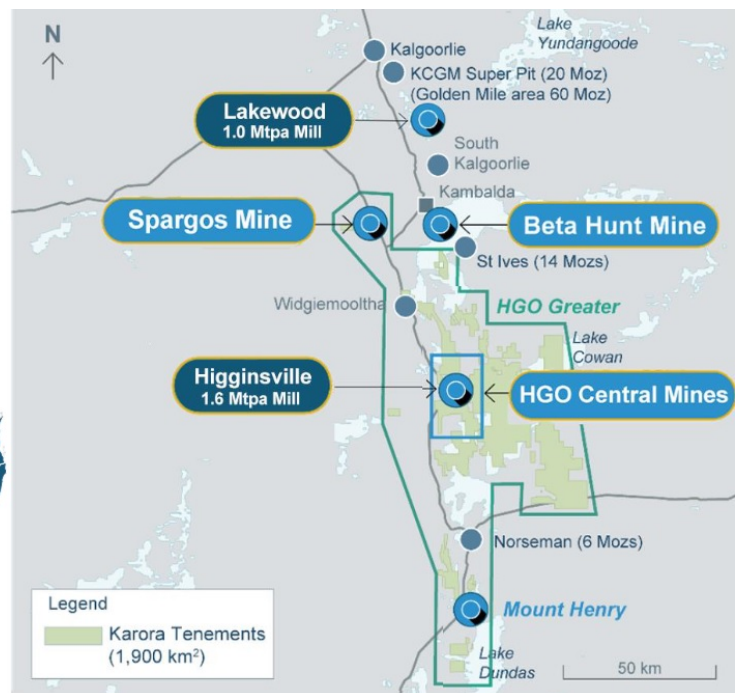 N
Lake
Yundangoode
Kalgoorlie
KCGM Super Pit (20 Moz)
(Golden Mile area 60 Moz)
Lakewood
1.0 Mtpa Mill
South
Kalgoorlie
Kambalda
Spargos Mine
Beta Hunt Mine
St Ives (14 Mozs)
Widgiemooltha
HGO Greater
Lake
Cowan
Higginsville
1.6 Mtpa Mill
HGO Central Mines
Norseman (6 Mozs)
Mount Henry
Legend
Karora Tenements
(1,900 km²)
Lake
Dundas
50 km